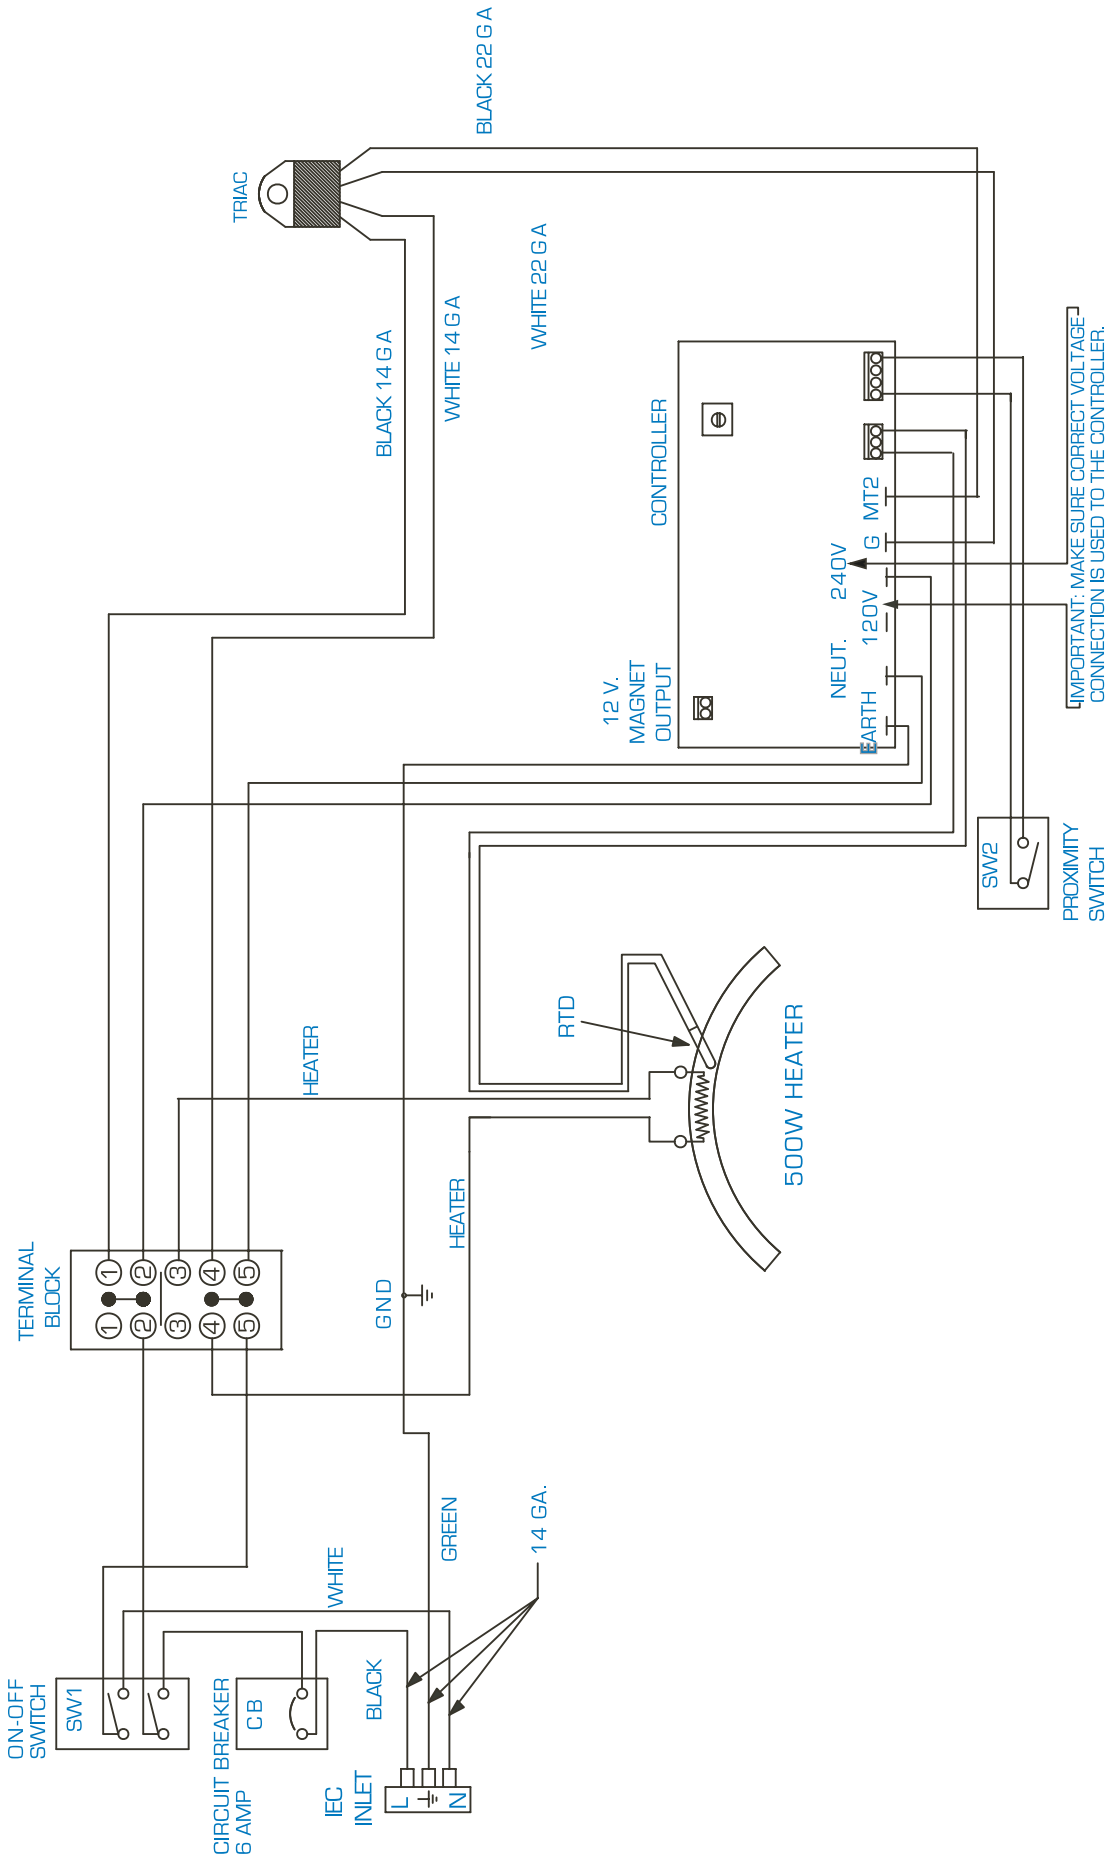 ON-OFF
SWITCH
SW1
CIRCUIT BREAKER
6 AMP
CB
IEC
INLET
L
N
BLACK
WHITE
GREEN
14 GA.
TERMINAL
BLOCK
1
2
3
4
5
1
2
3
4
5
GND
HEATER
HEATER
RTD
500W HEATER
TRIAC
BLACK 14 GA
WHITE 14 GA
BLACK 22 GA
WHITE 22 GA
CONTROLLER
12 V.
MAGNET
OUTPUT
EARTH
NEUT.
120V
240V
G
MT2
SW2
PROXIMITY
SWITCH
IMPORTANT: MAKE SURE CORRECT VOLTAGE
CONNECTION IS USED TO THE CONTROLLER.